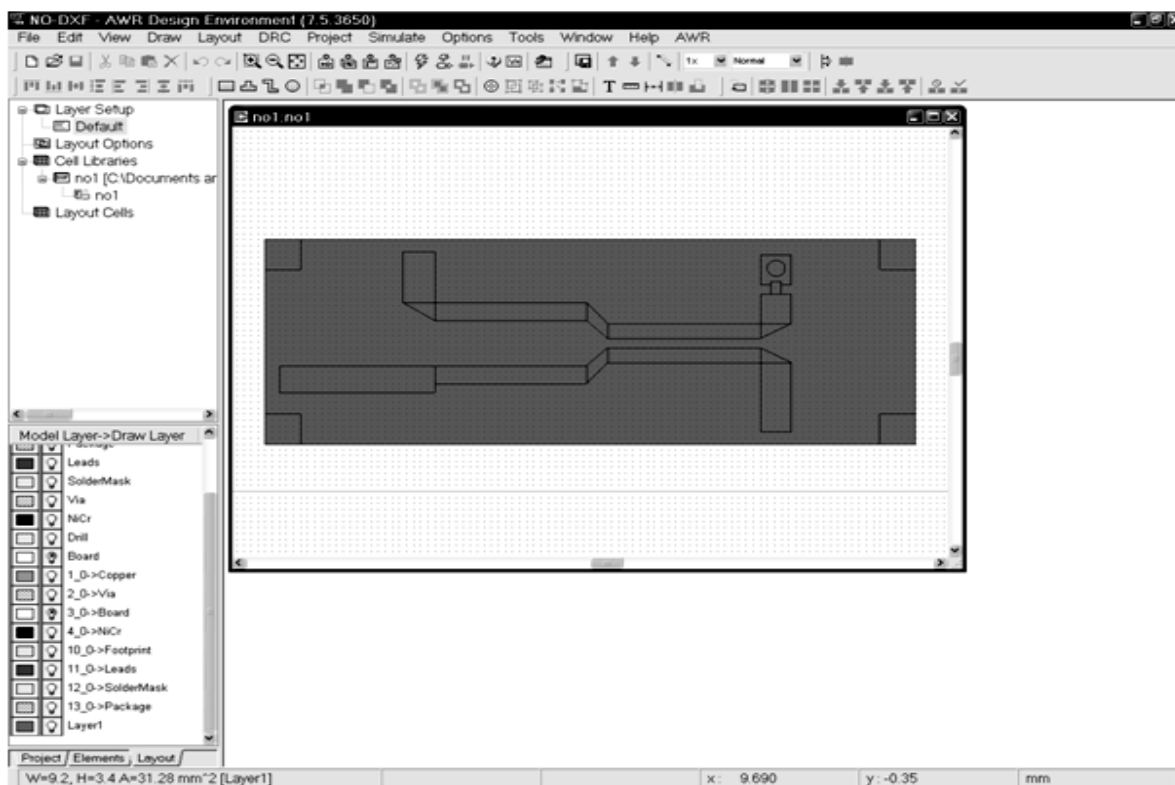 NO-DXF - AWR Design Environment (7.5.3650)
File Edit View Draw Layout DRC Project Simulate Options Tools Window Help AWR
1x Normal
Layer Setup
Default
Layout Options
Cell Libraries
no1 [C:\Documents ar
no1
Layout Cells
no1.no1
Model Layer->Draw Layer
Package
Leads
SolderMask
Via
NiCr
Drill
Board
1_0->Copper
2_0->Via
3_0->Board
4_0->NiCr
10_0->Footprint
11_0->Leads
12_0->SolderMask
13_0->Package
Layer1
Project Elements Layout
W=9.2, H=3.4 A=31.28 mm^2 [Layer1] x: 9.690 y: -0.35 mm